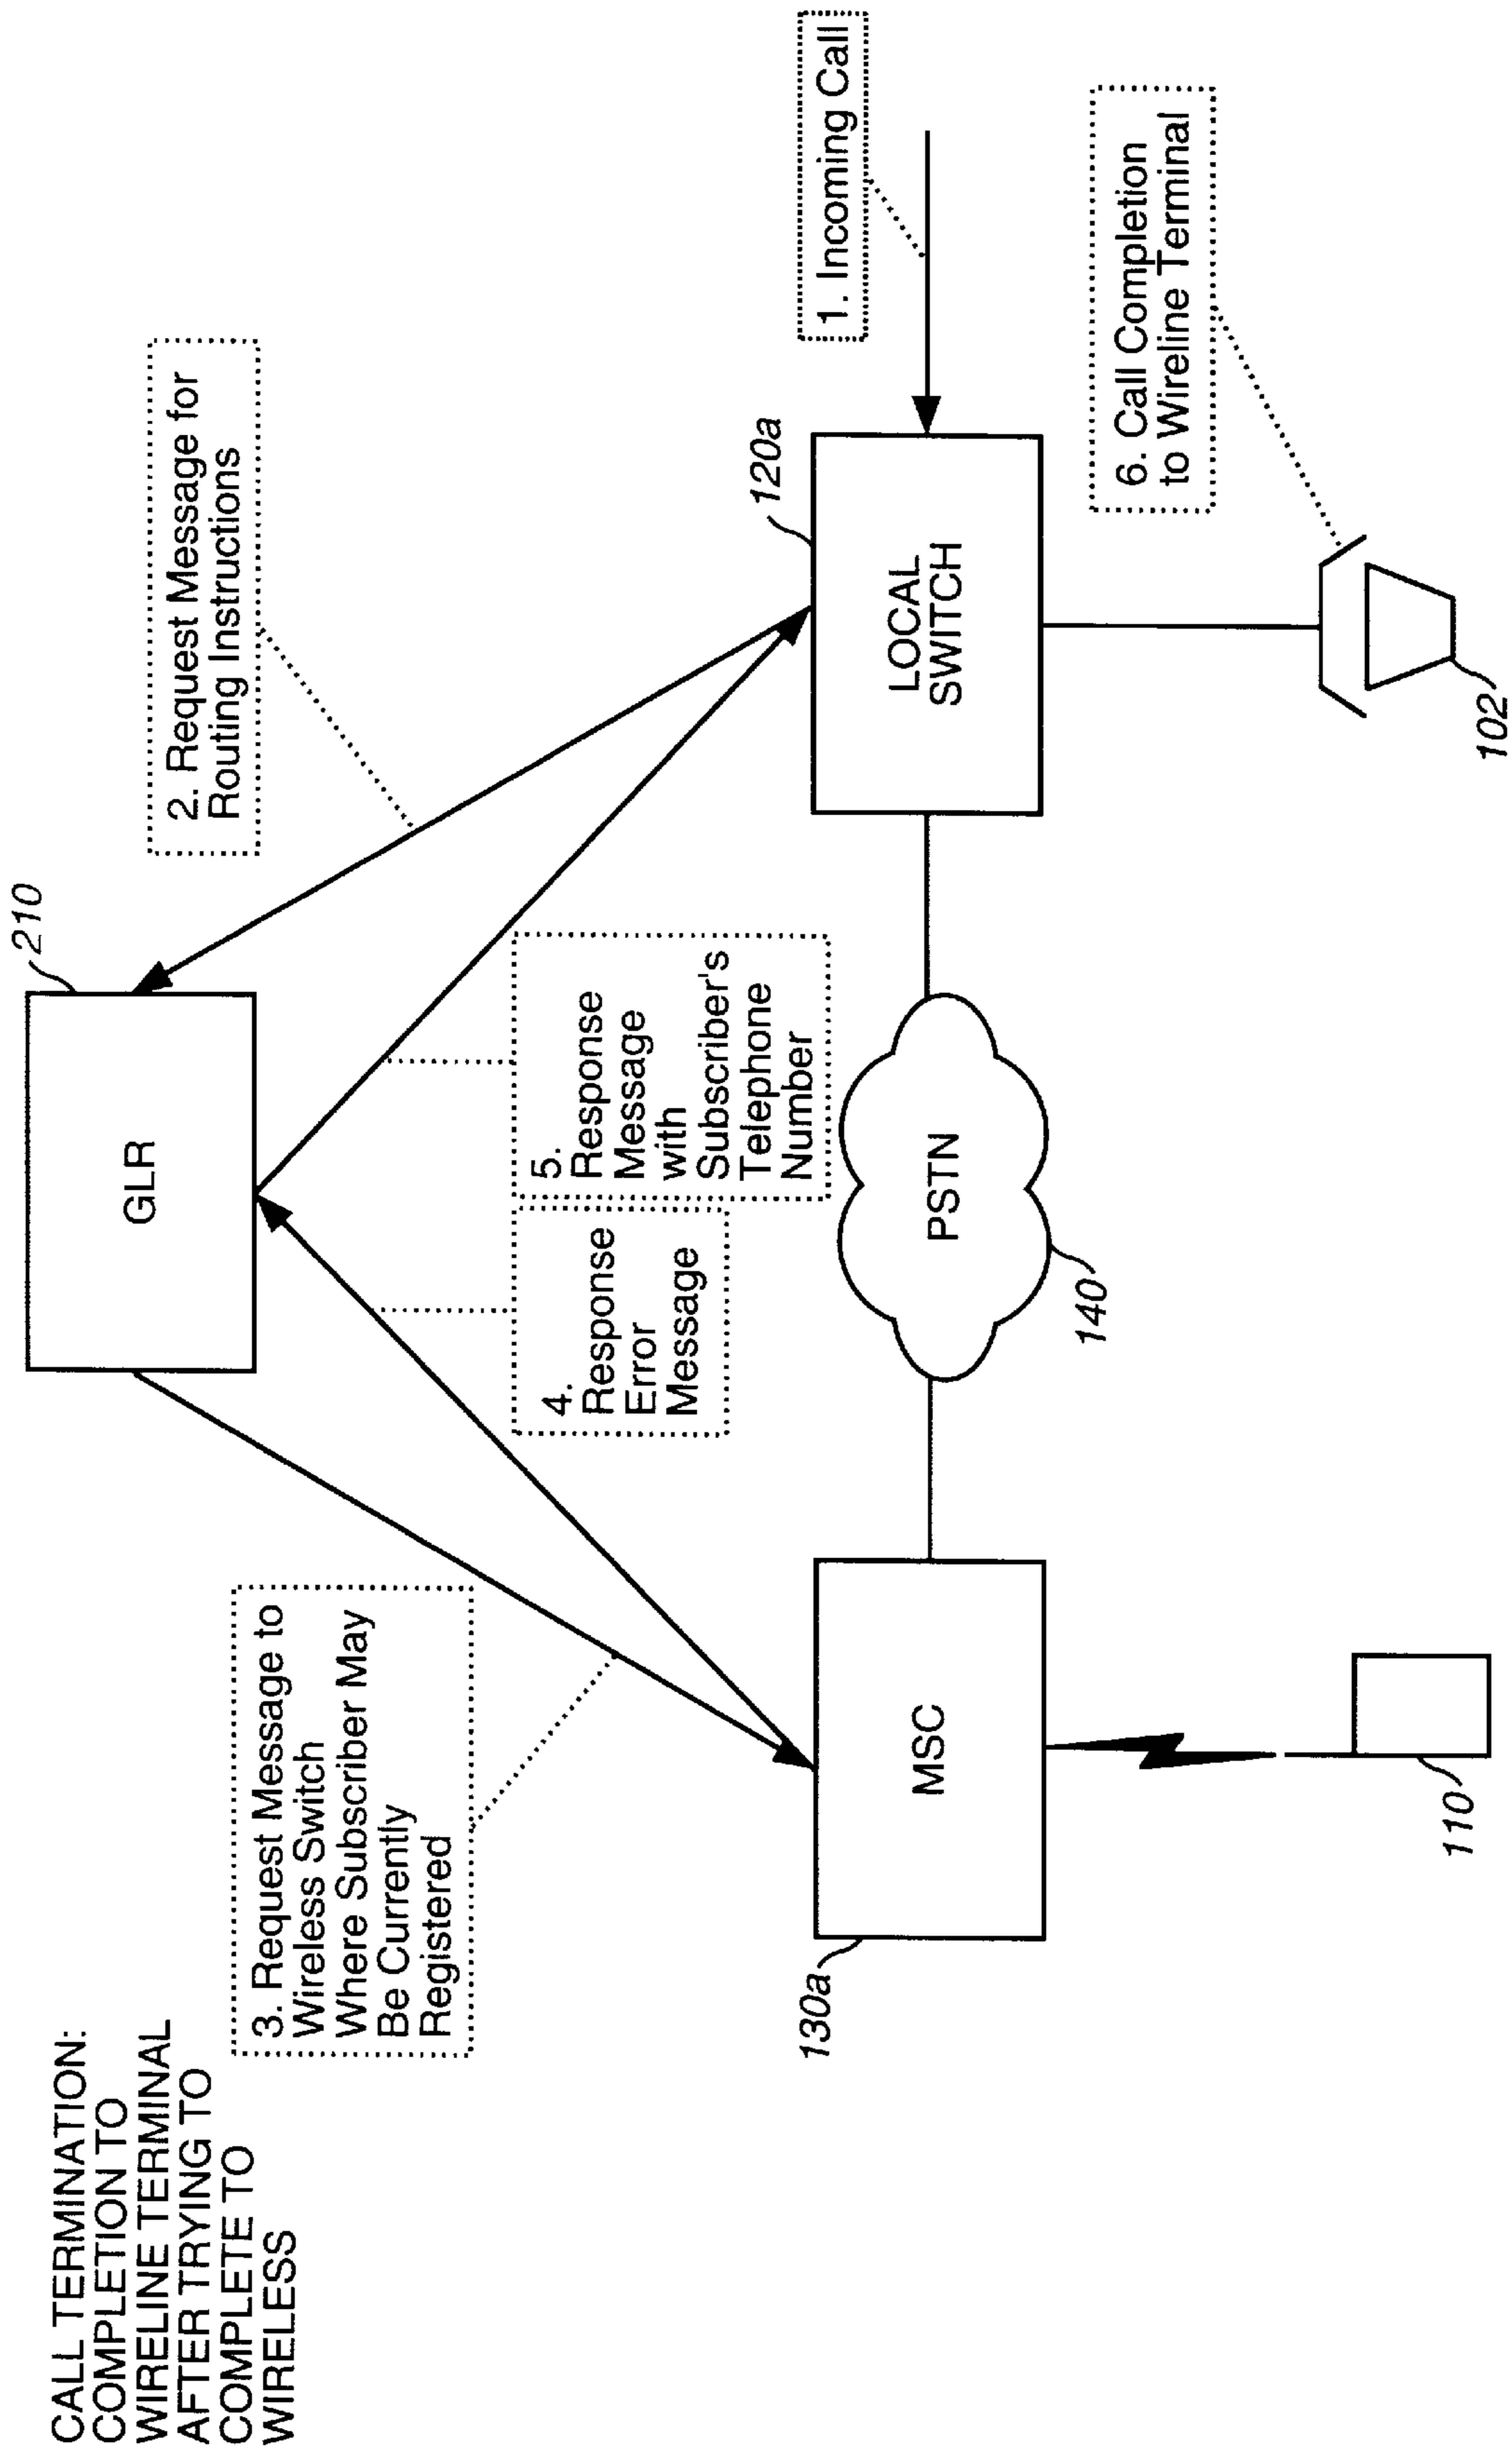 CALL TERMINATION:
COMPLETION TO
WIRELINE TERMINAL
AFTER TRYING TO
COMPLETE TO
WIRELESS
210
GLR
2. Request Message for
Routing Instructions
3. Request Message to
Wireless Switch
Where Subscriber May
Be Currently
Registered
4.
Response
Error
Message
5.
Response
Message
with
Subscriber's
Telephone
Number
1. Incoming Call
130a
MSC
PSTN
140
120a
LOCAL
SWITCH
6. Call Completion
to Wireline Terminal
110
102